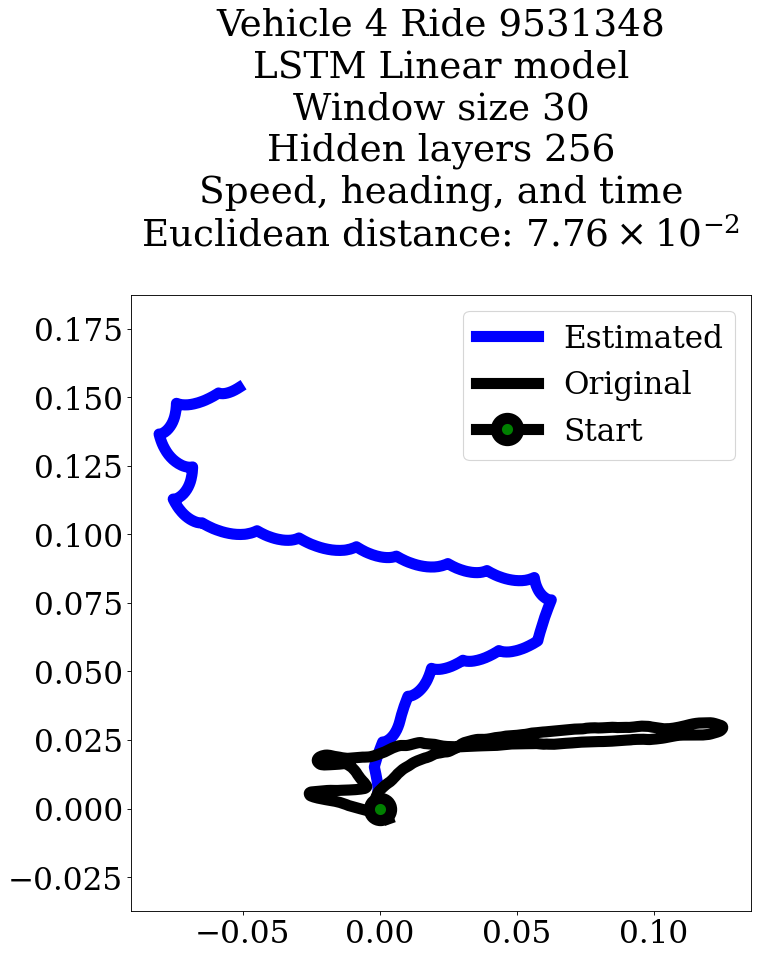 Vehicle 4 Ride 9531348
LSTM Linear model
Window size 30
Hidden layers 256
Speed, heading, and time
Euclidean distance: 7.76 × 10⁻²
Estimated
Original
Start
0.175
0.150
0.125
0.100
0.075
0.050
0.025
0.000
−0.025
−0.05 0.00 0.05 0.10